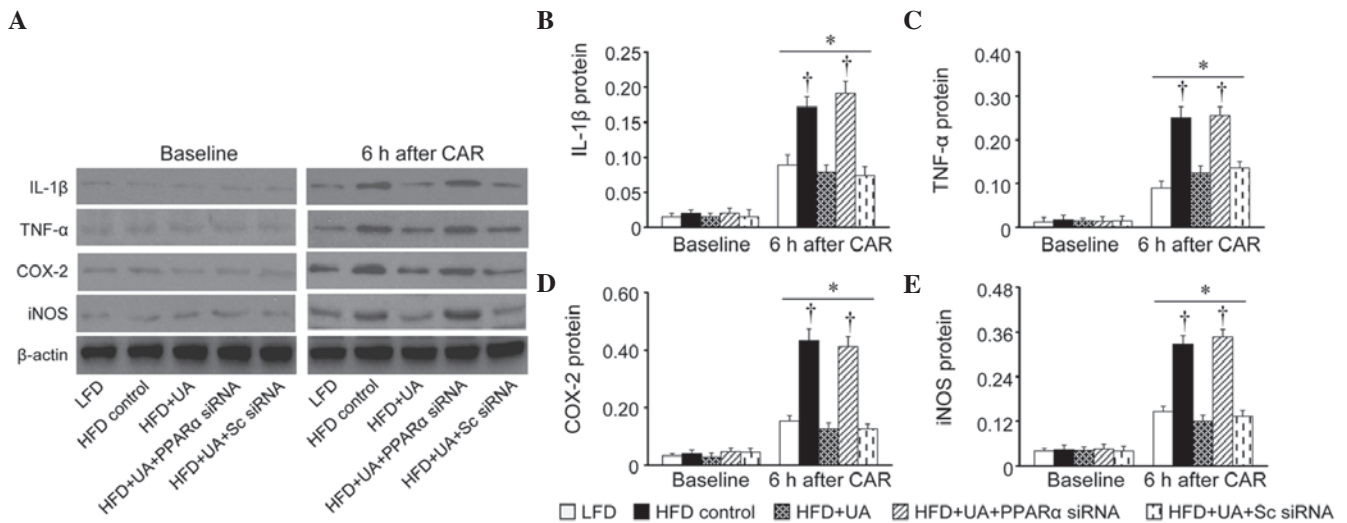 A
Baseline
6 h after CAR
IL-1β
TNF-α
COX-2
iNOS
β-actin
LFD
HFD control
HFD+UA
HFD+UA+PPARα siRNA
HFD+UA+Sc siRNA
LFD
HFD control
HFD+UA
HFD+UA+PPARα siRNA
HFD+UA+Sc siRNA
B
IL-1β protein
0.25
0.20
0.15
0.10
0.05
0
*
†
†
Baseline
6 h after CAR
C
TNF-α protein
0.40
0.30
0.20
0.10
0
*
†
†
Baseline
6 h after CAR
D
COX-2 protein
0.60
0.40
0.20
0
*
†
†
Baseline
6 h after CAR
E
iNOS protein
0.48
0.36
0.24
0.12
0
*
†
†
Baseline
6 h after CAR
LFD
HFD control
HFD+UA
HFD+UA+PPARα siRNA
HFD+UA+Sc siRNA